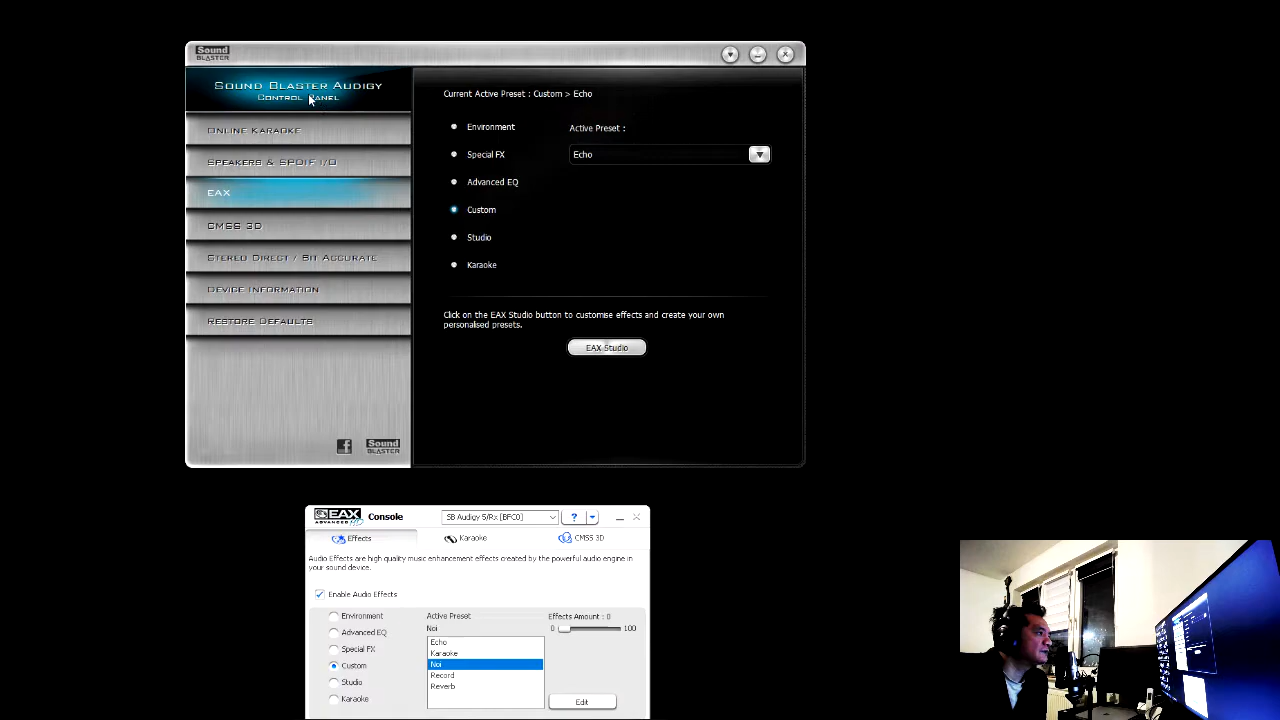 Sound BLASTER
SOUND BLASTER AUDIGY
CONTROL PANEL
ONLINE KARAOKE
SPEAKERS & SPDIF I/O
EAX
CMSS 3D
STEREO DIRECT / BIT ACCURATE
DEVICE INFORMATION
RESTORE DEFAULTS
f
Sound BLASTER
Current Active Preset : Custom > Echo
Environment
Special FX
Advanced EQ
Custom
Studio
Karaoke
Active Preset :
Echo
Click on the EAX Studio button to customise effects and create your own
personalised presets.
EAX Studio
EAX ADVANCED HD Console
SB Audigy 5/Rx [BFC0]
?
Effects
Karaoke
CMSS 3D
Audio Effects are high quality music enhancement effects created by the powerful audio engine in
your sound device.
Enable Audio Effects
Environment
Advanced EQ
Special FX
Custom
Studio
Karaoke
Active Preset
Noi
Echo
Karaoke
Noi
Record
Reverb
Effects Amount : 0
0 100
Edit